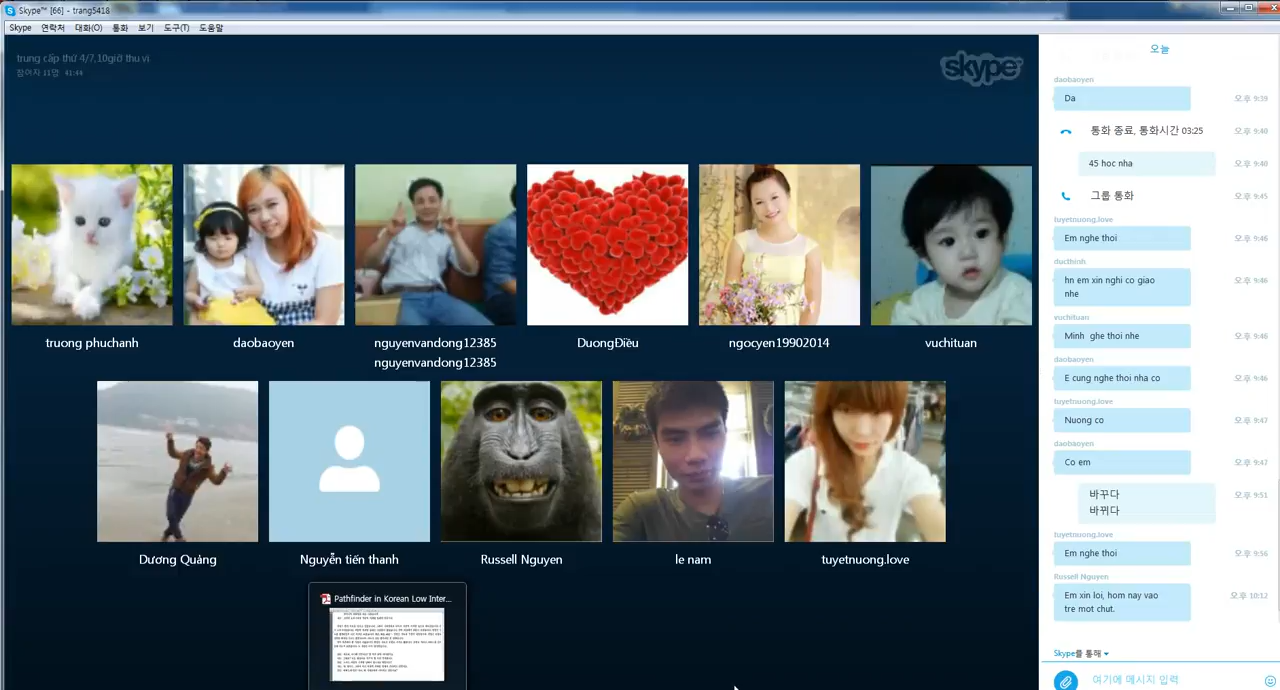 Skype™ [66] - trang5418
Skype 연락처 대화(O) 통화 보기 도구(T) 도움말
trung cấp thứ 4/7,10giờ thu vi
참여자 11명 41:44
skype
truong phuchanh
daobaoyen
nguyenvandong12385
nguyenvandong12385
DuongDiều
ngocyen19902014
vuchituan
Dương Quảng
Nguyễn tiến thanh
Russell Nguyen
le nam
tuyetnuong.love
Pathfinder in Korean Low Inter...
오늘
daobaoyen
Da 오후 9:39
통화 종료, 통화시간 03:25 오후 9:40
45 hoc nha 오후 9:40
그룹 통화 오후 9:45
tuyetnuong.love
Em nghe thoi 오후 9:46
ducthinh
hn em xin nghi co giao 오후 9:46
nhe
vuchituan
Minh ghe thoi nhe 오후 9:46
daobaoyen
E cung nghe thoi nha co 오후 9:46
tuyetnuong.love
Nuong co 오후 9:47
daobaoyen
Co em 오후 9:47
바꾸다 오후 9:51
바뀌다
tuyetnuong.love
Em nghe thoi 오후 9:56
Russell Nguyen
Em xin loi, hom nay vao 오후 10:12
tre mot chut.
Skype를 통해
여기에 메시지 입력